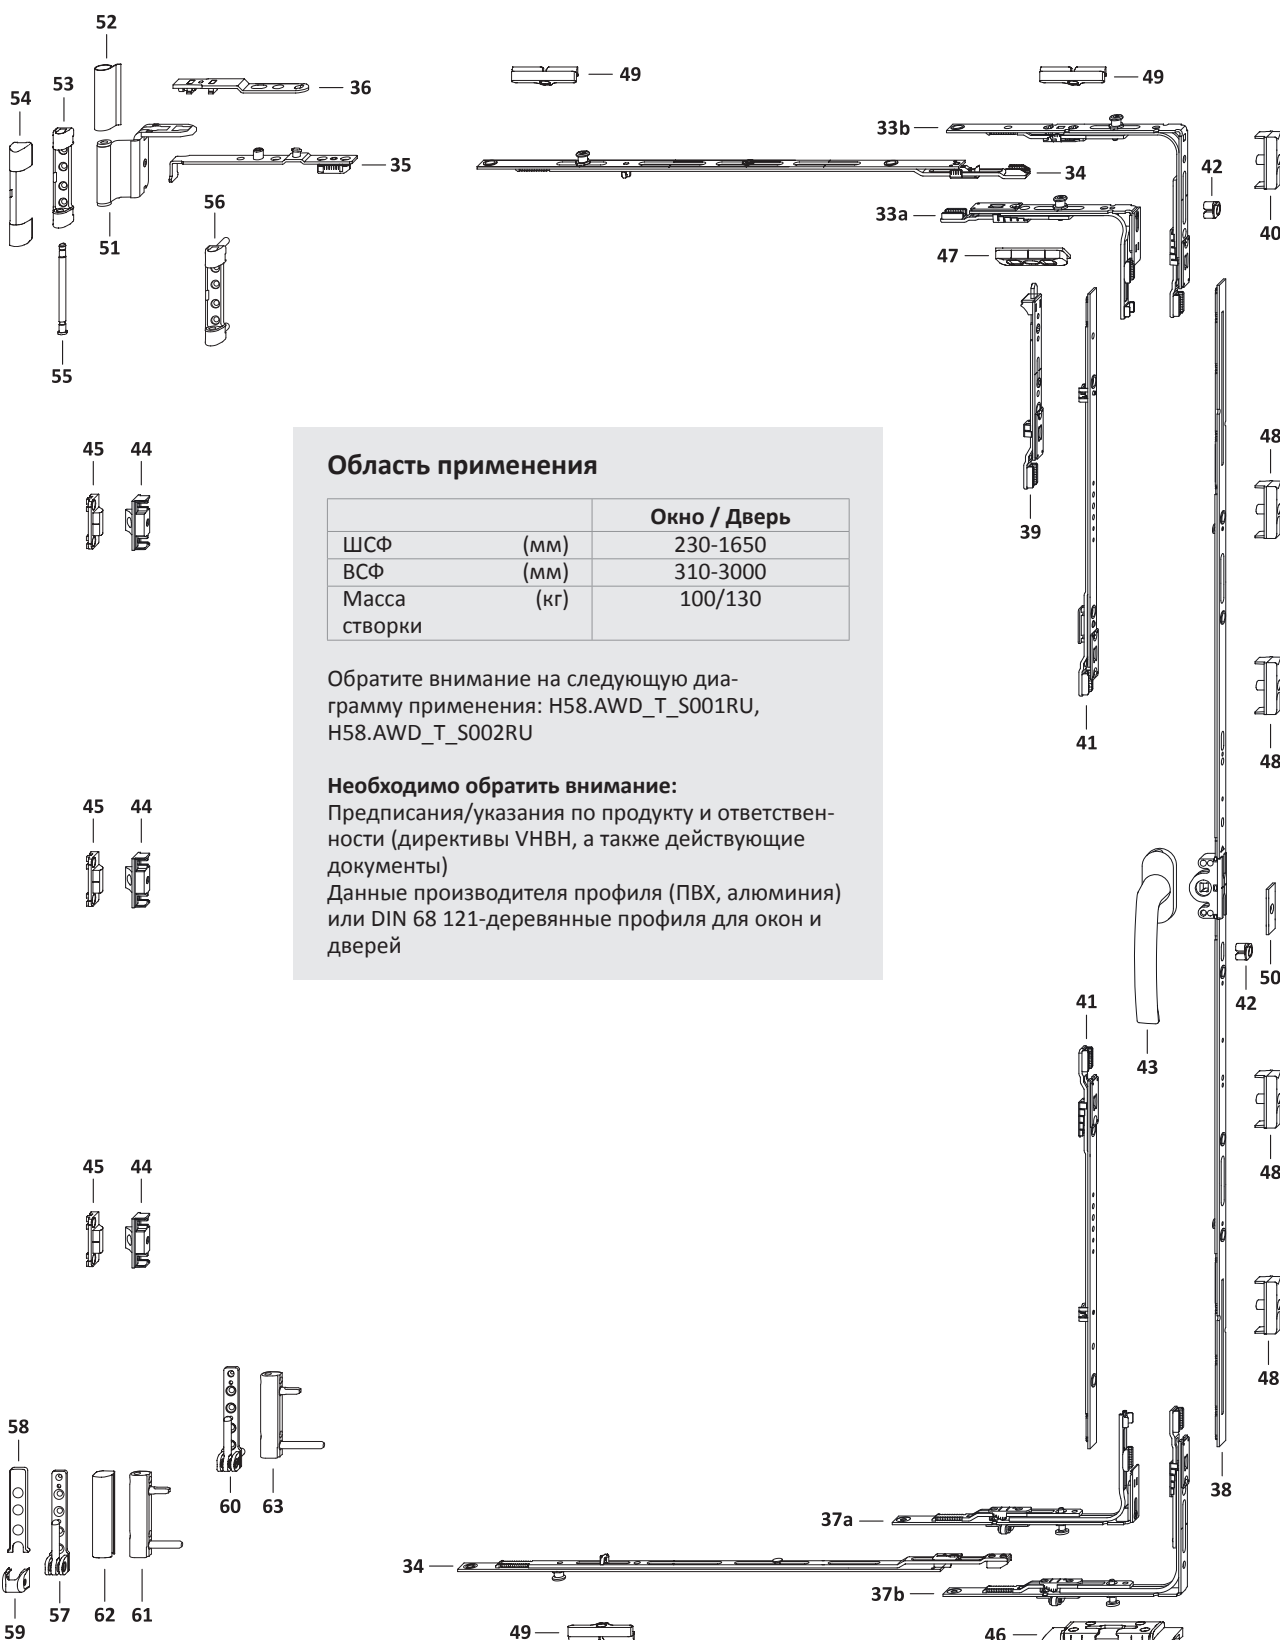 52
49
49
53
36
54
33b
35
34
42
33a
40
56
51
47
55
45
44
48
Область применения
Окно / Дверь
ШСФ (мм) 230-1650
ВСФ (мм) 310-3000
Масса (кг) 100/130
створки
39
Обратите внимание на следующую диа-
грамму применения: H58.AWD_T_S001RU,
H58.AWD_T_S002RU
41
48
Необходимо обратить внимание:
Предписания/указания по продукту и ответствен-
ности (директивы VHBH, а также действующие
документы)
Данные производителя профиля (ПВХ, алюминия)
или DIN 68 121-деревянные профиля для окон и
дверей
45
44
50
42
41
43
45
44
48
48
58
60
63
38
37a
34
37b
57
62
61
59
49
46